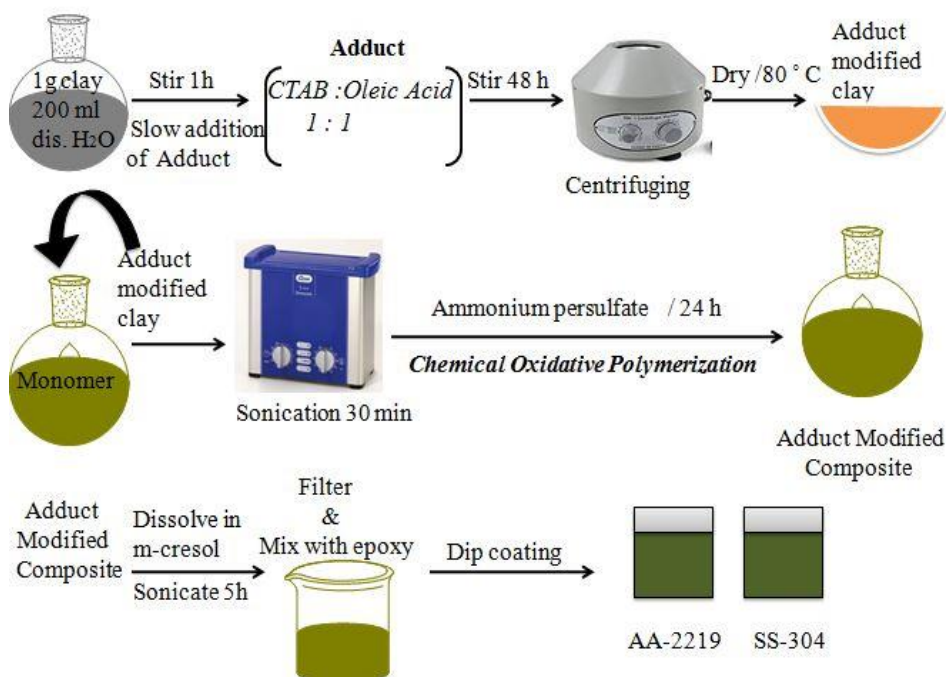 1g clay
200 ml
dis. H₂O
Stir 1h
Slow addition
of Adduct
Adduct
CTAB :Oleic Acid
1 : 1
Stir 48 h
Centrifuging
Dry /80 °C
Adduct
modified
clay
Monomer
Adduct
modified
clay
Sonication 30 min
Ammonium persulfate / 24 h
Chemical Oxidative Polymerization
Adduct Modified
Composite
Adduct
Modified
Composite
Dissolve in
m-cresol
Sonicate 5h
Filter
&
Mix with epoxy
Dip coating
AA-2219
SS-304